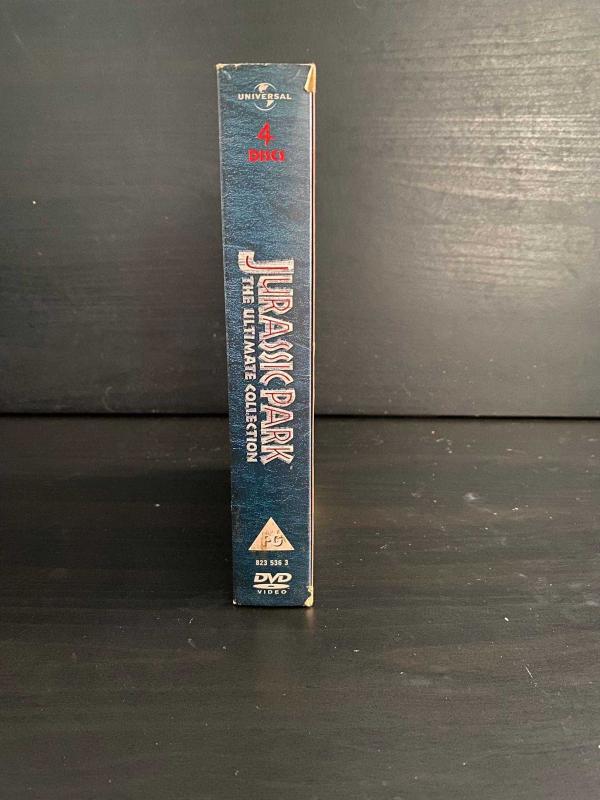 UNIVERSAL
4
DISCS
JURASSIC PARK
THE ULTIMATE COLLECTION
PG
823 536 3
DVD
VIDEO